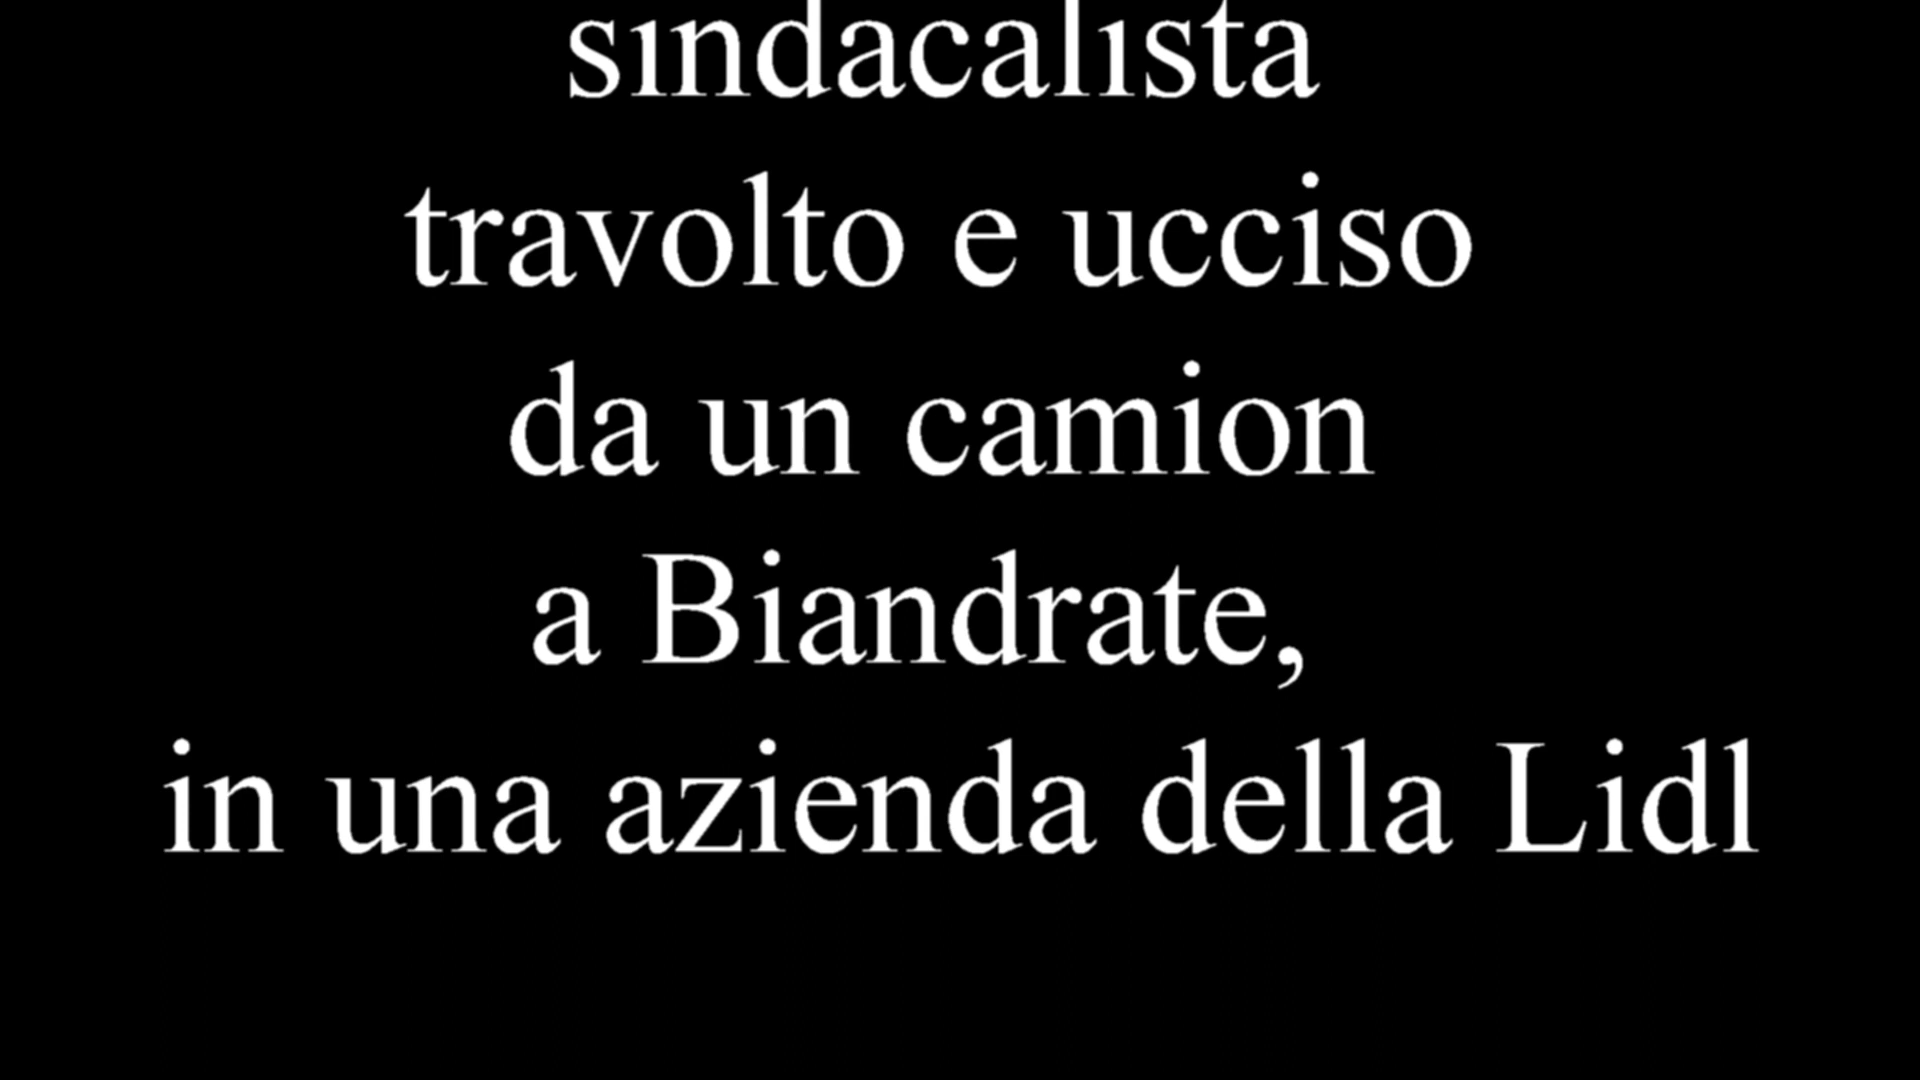 sindacalista
travolto e ucciso
da un camion
a Biandrate,
in una azienda della Lidl